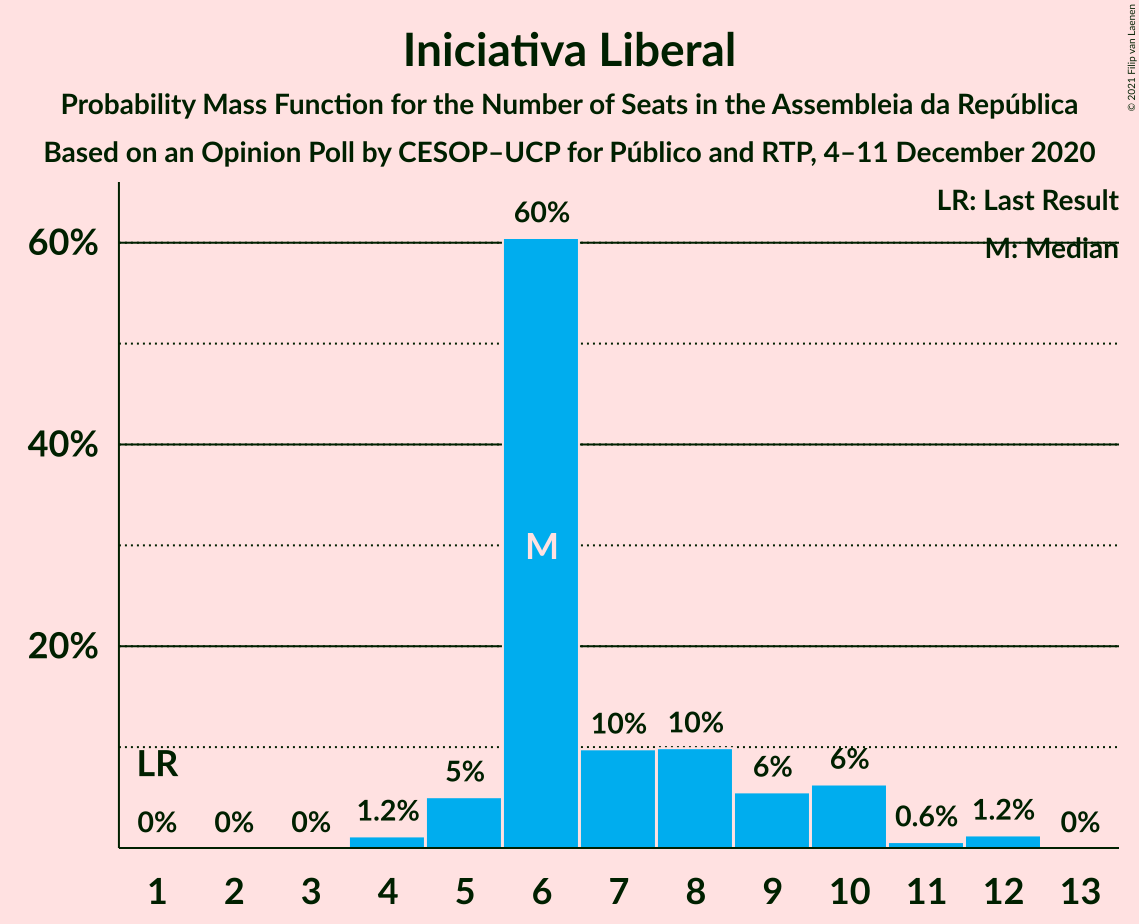 Iniciativa Liberal
Probability Mass Function for the Number of Seats in the Assembleia da República
Based on an Opinion Poll by CESOP–UCP for Público and RTP, 4–11 December 2020
© 2021 Filip van Laenen
LR: Last Result
M: Median
60%
40%
20%
LR
0%
0%
0%
1.2%
5%
60%
M
10%
10%
6%
6%
0.6%
1.2%
0%
1 2 3 4 5 6 7 8 9 10 11 12 13